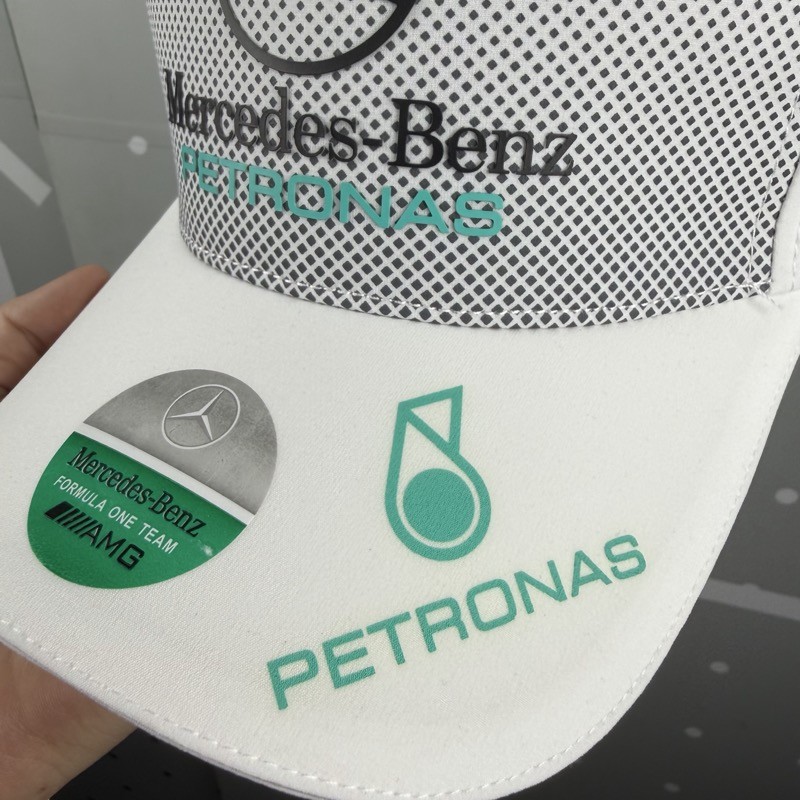 Mercedes-Benz
PETRONAS
Mercedes-Benz
FORMULA ONE TEAM
AMG
PETRONAS